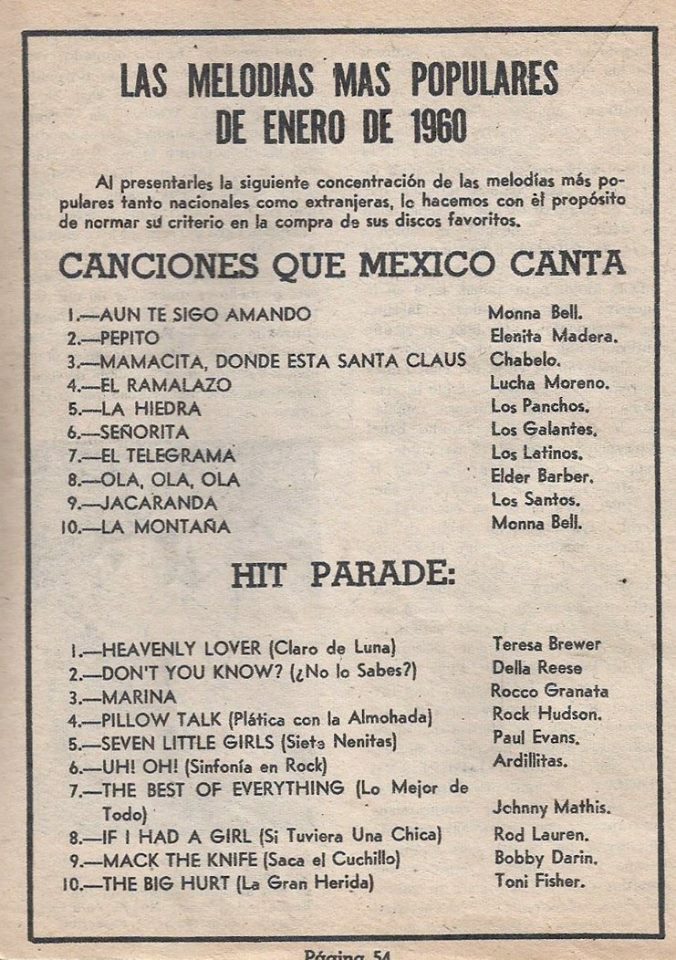 LAS MELODIAS MAS POPULARES
DE ENERO DE 1960
Al presentarles la siguiente concentración de las melodías más po-
pulares tanto nacionales como extranjeras, lo hacemos con él propósito
de normar su criterio en la compra de sus discos favoritos.
CANCIONES QUE MEXICO CANTA
1.—AUN TE SIGO AMANDO Monna Bell.
2.—PEPITO Elenita Madera.
3.—MAMACITA, DONDE ESTA SANTA CLAUS Chabelo.
4.—EL RAMALAZO Lucha Moreno.
5.—LA HIEDRA Los Panchos.
6.—SEÑORITA Los Galantes.
7.—EL TELEGRAMA Los Latinos.
8.—OLA, OLA, OLA Elder Barber.
9.—JACARANDA Los Santos.
10.—LA MONTAÑA Monna Bell.
HIT PARADE:
1.—HEAVENLY LOVER (Claro de Luna) Teresa Brewer
2.—DON'T YOU KNOW? (¿No lo Sabes?) Della Reese
3.—MARINA Rocco Granata
4.—PILLOW TALK (Plática con la Almohada) Rock Hudson.
5.—SEVEN LITTLE GIRLS (Siete Nenitas) Paul Evans.
6.—UH! OH! (Sinfonía en Rock) Ardillitas.
7.—THE BEST OF EVERYTHING (Lo Mejor de
Todo) Johnny Mathis.
8.—IF I HAD A GIRL (Si Tuviera Una Chica) Rod Lauren.
9.—MACK THE KNIFE (Saca el Cuchillo) Bobby Darin.
10.—THE BIG HURT (La Gran Herida) Toni Fisher.
Página 54